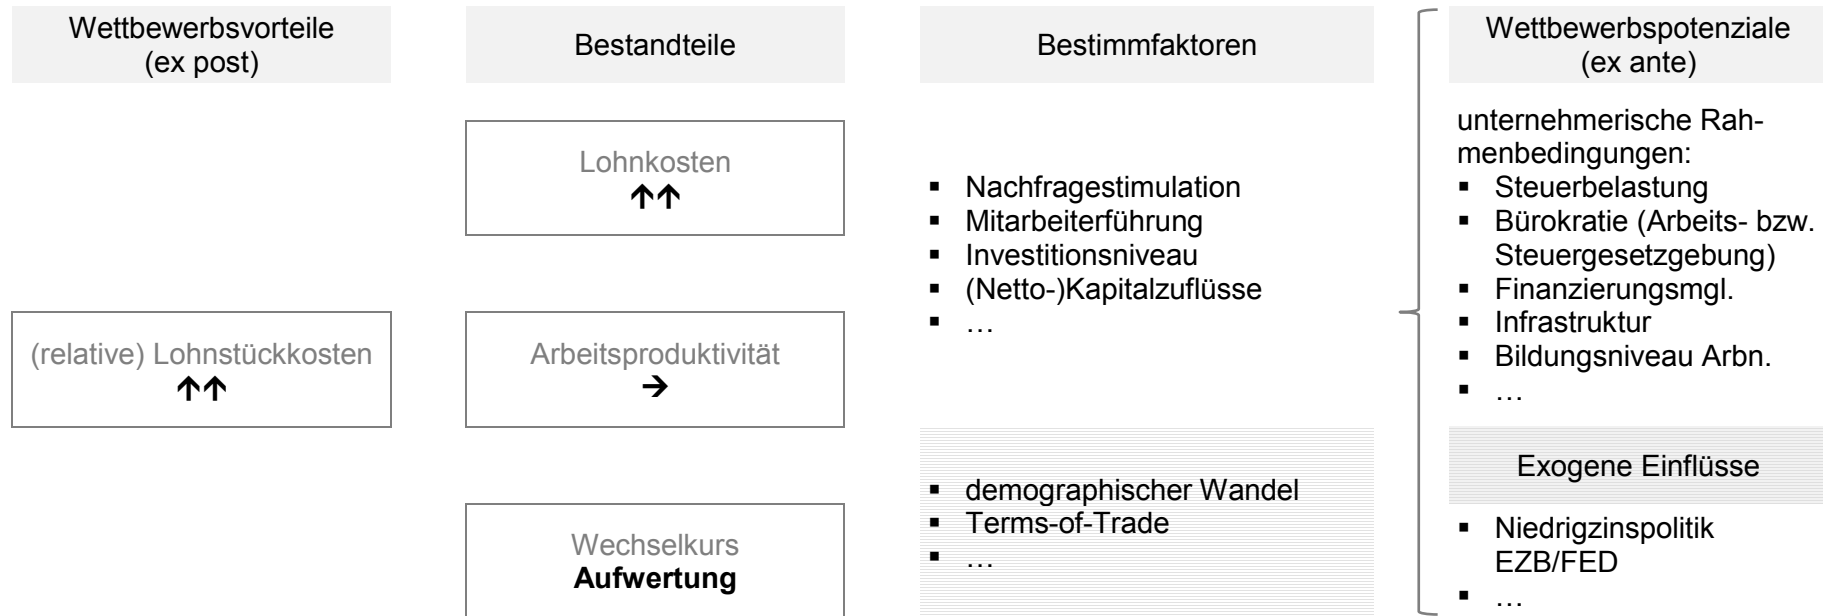 Wettbewerbsvorteile
(ex post)
Bestandteile
Bestimmfaktoren
Wettbewerbspotenziale
(ex ante)
(relative) Lohnstückkosten
↑↑
Lohnkosten
↑↑
Arbeitsproduktivität
→
Wechselkurs
Aufwertung
▪ Nachfragestimulation
▪ Mitarbeiterführung
▪ Investitionsniveau
▪ (Netto-)Kapitalzuflüsse
▪ …
▪ demographischer Wandel
▪ Terms-of-Trade
▪ …
unternehmerische Rah-
menbedingungen:
▪ Steuerbelastung
▪ Bürokratie (Arbeits- bzw.
Steuergesetzgebung)
▪ Finanzierungsmgl.
▪ Infrastruktur
▪ Bildungsniveau Arbn.
▪ …
Exogene Einflüsse
▪ Niedrigzinspolitik
EZB/FED
▪ …